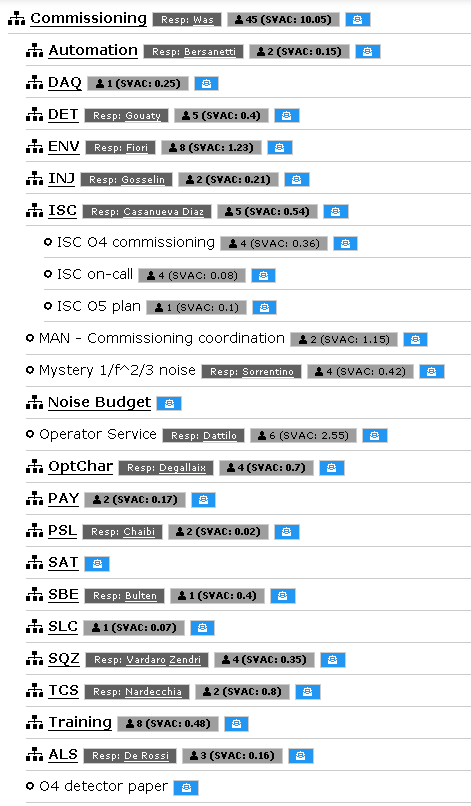 Commissioning Resp: Was 45 (SVAC: 10.05)
Automation Resp: Bersanetti 2 (SVAC: 0.15)
DAQ 1 (SVAC: 0.25)
DET Resp: Gouaty 5 (SVAC: 0.4)
ENV Resp: Fiori 8 (SVAC: 1.23)
INJ Resp: Gosselin 2 (SVAC: 0.21)
ISC Resp: Casanueva Diaz 5 (SVAC: 0.54)
ISC O4 commissioning 4 (SVAC: 0.36)
ISC on-call 4 (SVAC: 0.08)
ISC O5 plan 1 (SVAC: 0.1)
MAN - Commissioning coordination 2 (SVAC: 1.15)
Mystery 1/f^2/3 noise Resp: Sorrentino 4 (SVAC: 0.42)
Noise Budget
Operator Service Resp: Dattilo 6 (SVAC: 2.55)
OptChar Resp: Degallaix 4 (SVAC: 0.7)
PAY 2 (SVAC: 0.17)
PSL Resp: Chaibi 2 (SVAC: 0.02)
SAT
SBE Resp: Bulten 1 (SVAC: 0.4)
SLC 1 (SVAC: 0.07)
SQZ Resp: Vardaro Zendri 4 (SVAC: 0.35)
TCS Resp: Nardecchia 2 (SVAC: 0.8)
Training 8 (SVAC: 0.48)
ALS Resp: De Rossi 3 (SVAC: 0.16)
O4 detector paper